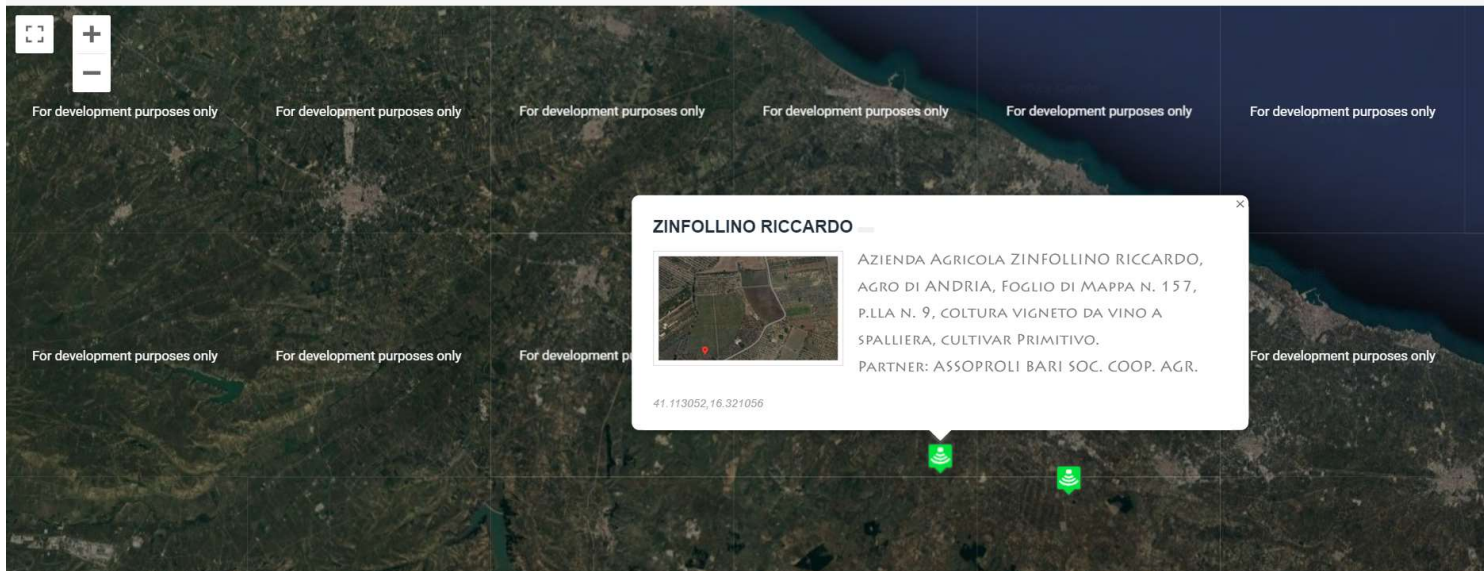 +
−
For development purposes only For development purposes only For development purposes only For development purposes only For development purposes only For development purposes only
×
ZINFOLLINO RICCARDO
Azienda Agricola ZINFOLLINO RICCARDO,
agro di ANDRIA, Foglio di Mappa n. 157,
p.lla n. 9, coltura vigneto da vino a
spalliera, cultivar Primitivo.
Partner: ASSOPROLI BARI SOC. COOP. AGR.
41.113052,16.321056
For development purposes only For development purposes only For development pu For development purposes only